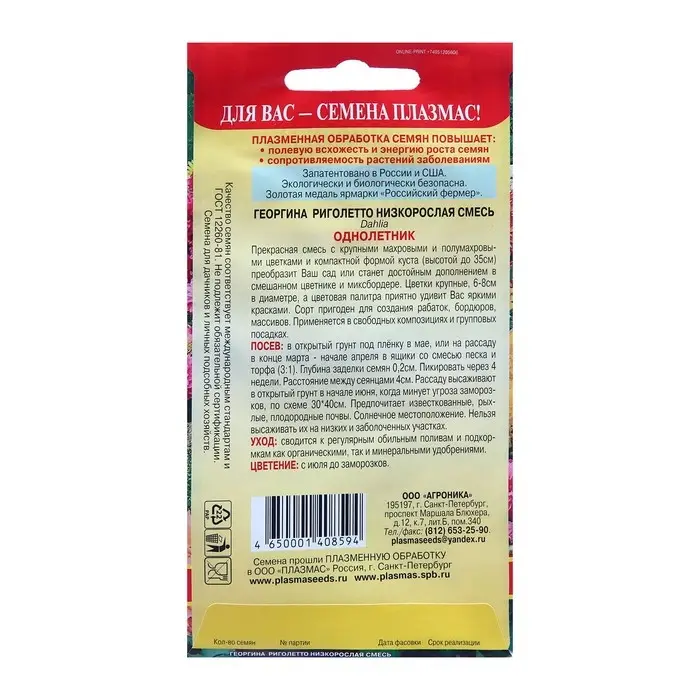 ONLINE-PRINT +74951205800
ДЛЯ ВАС — СЕМЕНА ПЛАЗМАС!
ПЛАЗМЕННАЯ ОБРАБОТКА СЕМЯН ПОВЫШАЕТ:
• полевую всхожесть и энергию роста семян
• сопротивляемость растений заболеваниям
Запатентовано в России и США.
Экологически и биологически безопасна.
Золотая медаль ярмарки «Российский фермер».
ГЕОРГИНА РИГОЛЕТТО НИЗКОРОСЛАЯ СМЕСЬ
Dahlia
ОДНОЛЕТНИК
Прекрасная смесь с крупными махровыми и полумахровы-
ми цветками и компактной формой куста (высотой до 35см)
преобразит Ваш сад или станет достойным дополнением в
смешанном цветнике и миксбордере. Цветки крупные, 6-8см
в диаметре, а цветовая палитра приятно удивит Вас яркими
красками. Сорт пригоден для создания рабаток, бордюров,
массивов. Применяется в свободных композициях и групповых
посадках.
ПОСЕВ: в открытый грунт под плёнку в мае, или на рассаду
в конце марта - начале апреля в ящики со смесью песка и
торфа (3:1). Глубина заделки семян 0,2см. Пикировать через 4
недели. Расстояние между сеянцами 4см. Рассаду высаживают
в открытый грунт в начале июня, когда минует угроза замороз-
ков, по схеме 30*40см. Предпочитает известкованные, рых-
лые, плодородные почвы. Солнечное местоположение. Нельзя
высаживать их на низких и заболоченных участках.
УХОД: сводится к регулярным обильным поливам и подкор-
мкам как органическими, так и минеральными удобрениями.
ЦВЕТЕНИЕ: с июля до заморозков.
Качество семян соответствует международным стандартам и
ГОСТ 12260-81. Не подлежит обязательной сертификации.
Семена для дачников и личных подсобных хозяйств.
22
PAP
4 650001 408594
ООО "АГРОНИКА"
195197, г. Санкт-Петербург,
проспект Маршала Блюхера,
д.12, к.7, лит.Б, пом.340
Тел./факс: (812) 653-25-90.
plasmaseeds@yandex.ru
Семена прошли ПЛАЗМЕННУЮ ОБРАБОТКУ
в ООО "ПЛАЗМАС" Россия, г. Санкт-Петербург
www.plasmaseeds.ru www.plasmas.spb.ru
Кол-во семян № партии Дата фасовки Срок реализации
ГЕОРГИНА РИГОЛЕТТО НИЗКОРОСЛАЯ СМЕСЬ